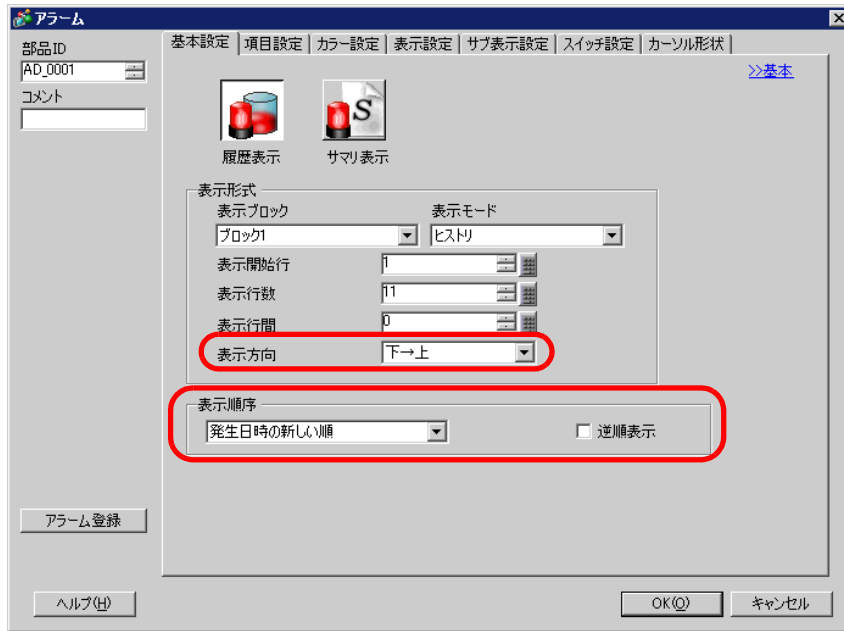 アラーム
部品ID
AD_0001
コメント
アラーム登録
基本設定 項目設定 カラー設定 表示設定 サブ表示設定 スイッチ設定 カーソル形状
>>基本
S
履歴表示 サマリ表示
表示形式
表示ブロック 表示モード
ブロック1 ヒストリ
表示開始行 1
表示行数 11
表示行間 0
表示方向 下→上
表示順序
発生日時の新しい順 逆順表示
ヘルプ(H) OK(O) キャンセル